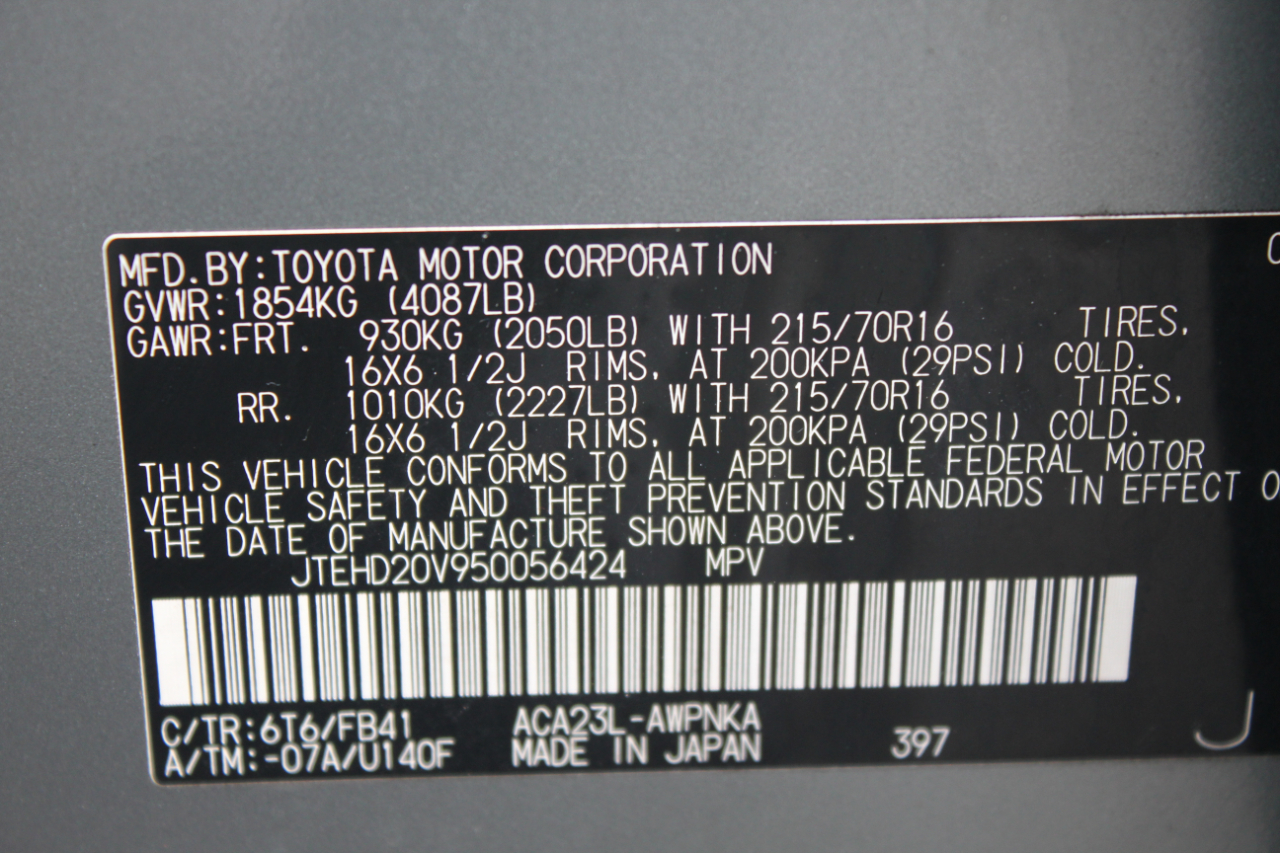 MFD.BY:TOYOTA MOTOR CORPORATION
GVWR:1854KG (4087LB)
GAWR:FRT. 930KG (2050LB) WITH 215/70R16 TIRES,
16X6 1/2J RIMS, AT 200KPA (29PSI) COLD.
RR. 1010KG (2227LB) WITH 215/70R16 TIRES,
16X6 1/2J RIMS, AT 200KPA (29PSI) COLD.
THIS VEHICLE CONFORMS TO ALL APPLICABLE FEDERAL MOTOR
VEHICLE SAFETY AND THEFT PREVENTION STANDARDS IN EFFECT
THE DATE OF MANUFACTURE SHOWN ABOVE.
JTEHD20V950056424 MPV
C/TR:6T6/FB41 ACA23L-AWPNKA
A/TM:-07A/U140F MADE IN JAPAN 397 J